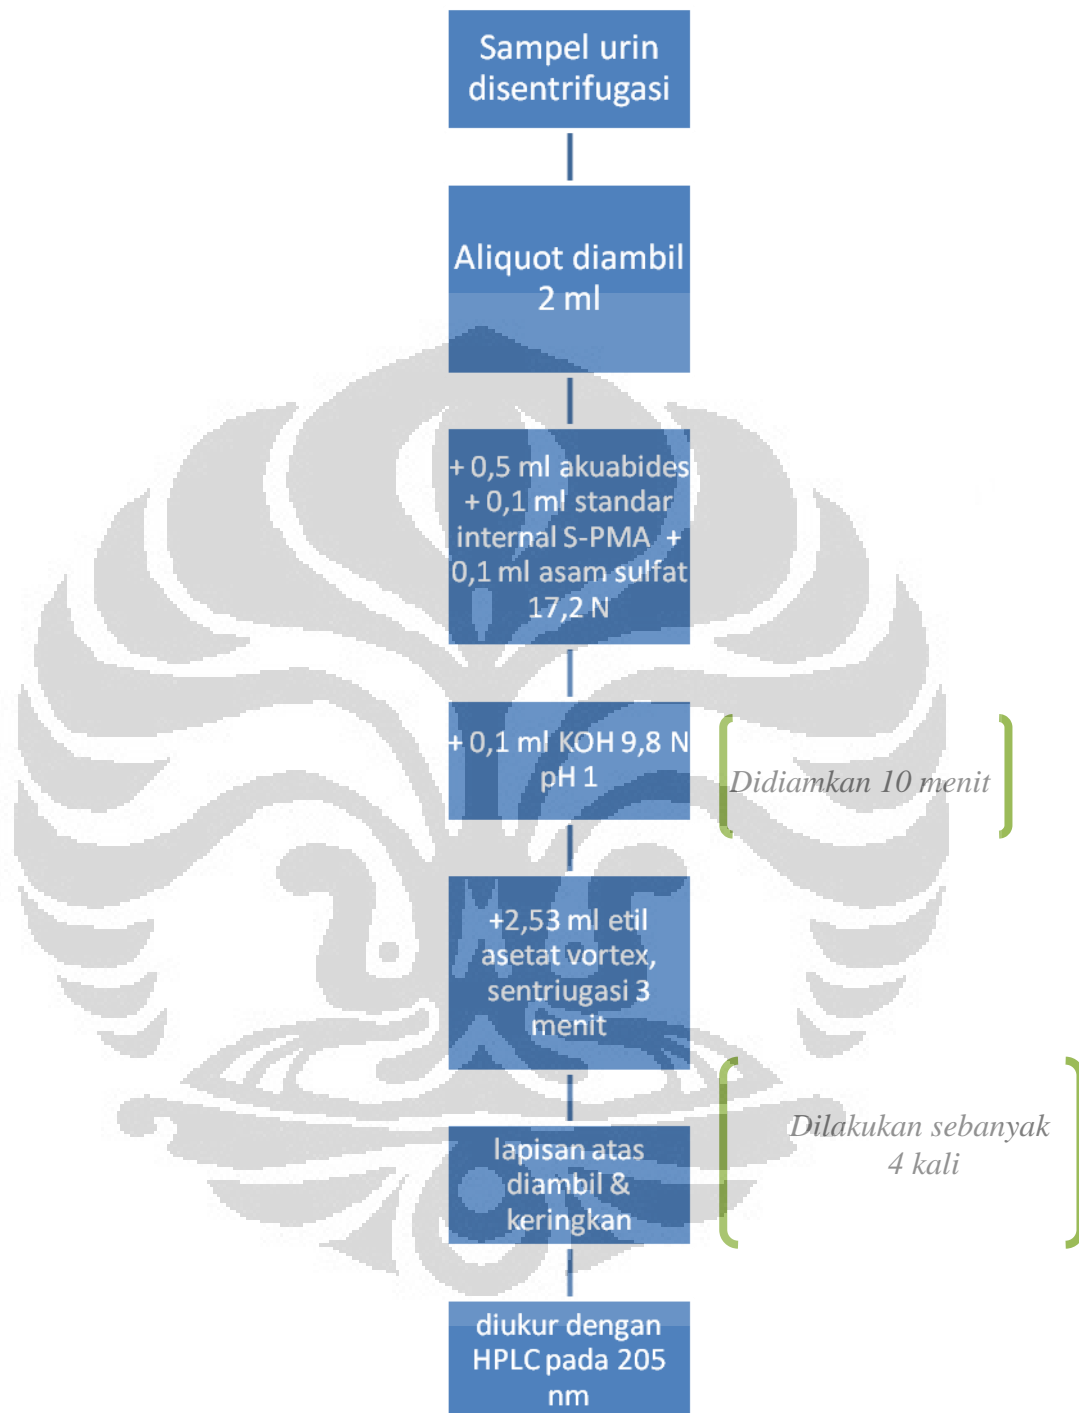 Sampel urin
disentrifugasi
Aliquot diambil
2 ml
+ 0,5 ml akuabides
+ 0,1 ml standar
internal S-PMA +
0,1 ml asam sulfat
17,2 N
+ 0,1 ml KOH 9,8 N
pH 1
Didiamkan 10 menit
+2,53 ml etil
asetat vortex,
sentriugasi 3
menit
lapisan atas
diambil &
keringkan
Dilakukan sebanyak
4 kali
diukur dengan
HPLC pada 205
nm